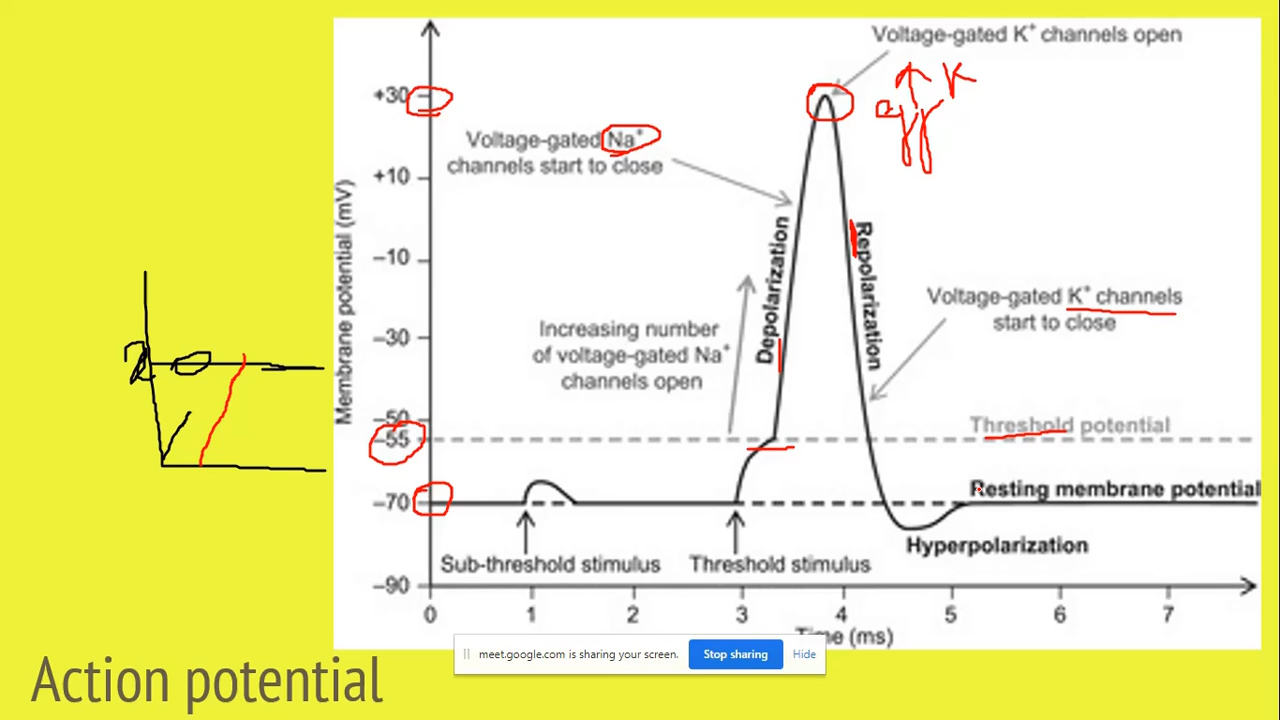 Voltage-gated K⁺ channels open
K
eff
+30
Voltage-gated Na⁺
channels start to close
+10
Membrane potential (mV)
Depolarization
Repolarization
-10
Voltage-gated K⁺ channels
start to close
Increasing number
of voltage-gated Na⁺
channels open
-30
-50
Threshold potential
-55
Resting membrane potential
-70
Hyperpolarization
Sub-threshold stimulus
Threshold stimulus
-90
0 1 2 3 4 5 6 7
Time (ms)
meet.google.com is sharing your screen. Stop sharing Hide
Action potential